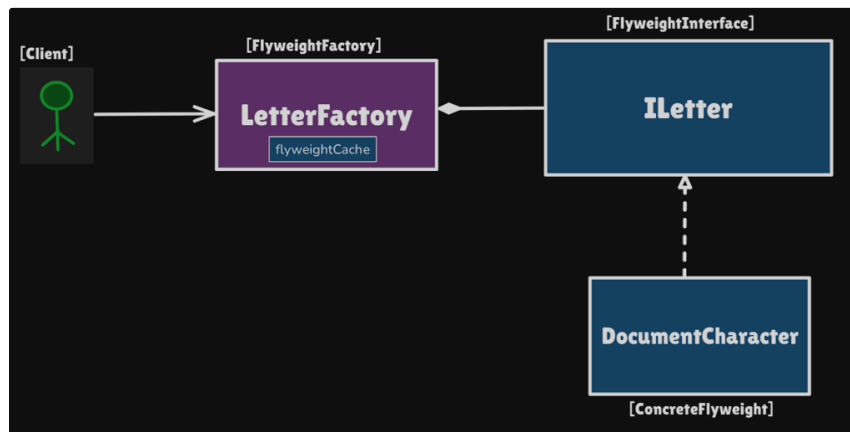 [Client]
[FlyweightFactory]
LetterFactory
flyweightCache
[FlyweightInterface]
ILetter
DocumentCharacter
[ConcreteFlyweight]